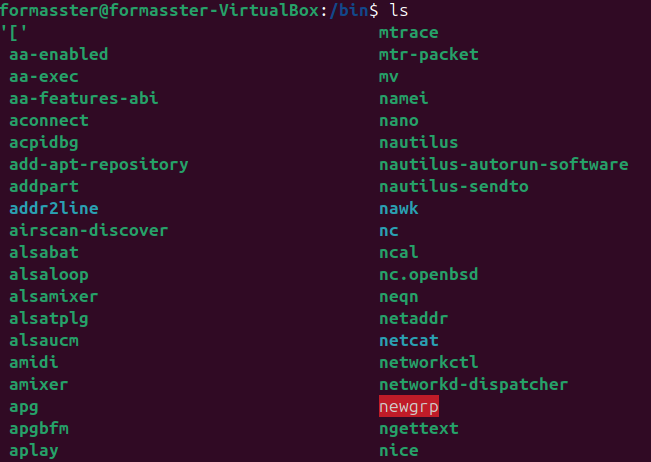 formasster@formasster-VirtualBox:/bin$ ls
'[' mtrace
aa-enabled mtr-packet
aa-exec mv
aa-features-abi namei
aconnect nano
acpidbg nautilus
add-apt-repository nautilus-autorun-software
addpart nautilus-sendto
addr2line nawk
airscan-discover nc
alsabat ncal
alsaloop nc.openbsd
alsamixer neqn
alsatplg netaddr
alsaucm netcat
amidi networkctl
amixer networkd-dispatcher
apg newgrp
apgbfm ngettext
aplay nice